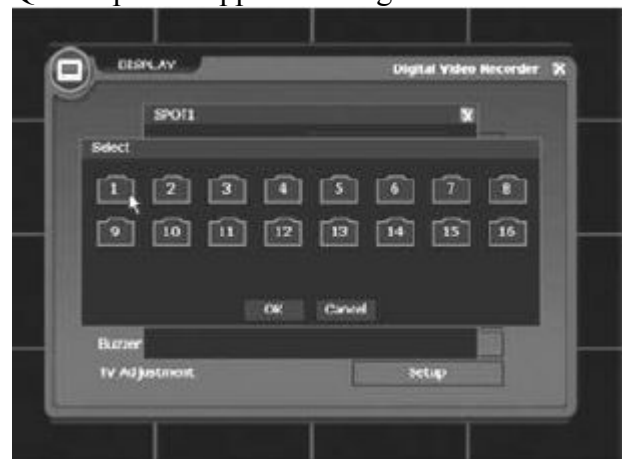 DISPLAY
Digital Video Recorder X
SPOT1
Select
1 2 3 4 5 6 7 8
9 10 11 12 13 14 15 16
OK Cancel
Buzzer
TV Adjustment Setup